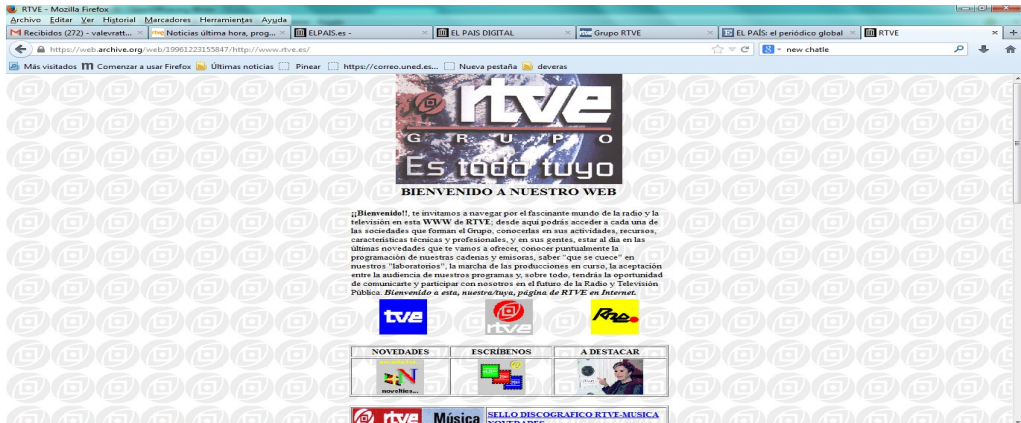 RTVE - Mozilla Firefox
Archivo Editar Ver Historial Marcadores Herramientas Ayuda
Recibidos (272) - valevratt... × rtve Noticias última hora, prog... × ELPAIS.es - × EL PAIS DIGITAL × rtve Grupo RTVE × EL PAÍS: el periódico global × RTVE × +
https://web.archive.org/web/19961223155847/http://www.rtve.es/ 8 - new chatle
Más visitados Comenzar a usar Firefox Últimas noticias Pinear https://correo.uned.es... Nueva pestaña deveras
rtve
GRUPO
Es todo tuyo
BIENVENIDO A NUESTRO WEB
¡¡Bienvenido!!, te invitamos a navegar por el fascinante mundo de la radio y la
televisión en esta WWW de RTVE; desde aquí podrás acceder a cada una de
las sociedades que forman el Grupo, conocerlas en sus actividades, recursos,
características técnicas y profesionales, y en sus gentes, estar al día en las
últimas novedades que te vamos a ofrecer, conocer puntualmente la
programación de nuestras cadenas y emisoras, saber "que se cuece" en
nuestros "laboratorios", la marcha de las producciones en curso, la aceptación
entre la audiencia de nuestros programas y, sobre todo, tendrás la oportunidad
de comunicarte y participar con nosotros en el futuro de la Radio y Televisión
Pública. Bienvenido a esta, nuestra/tuya, página de RTVE en Internet.
tve rtve Rne.
NOVEDADES ESCRÍBENOS A DESTACAR
N
novelties...
rtve Música SELLO DISCOGRAFICO RTVE-MUSICA
NOVEDADES